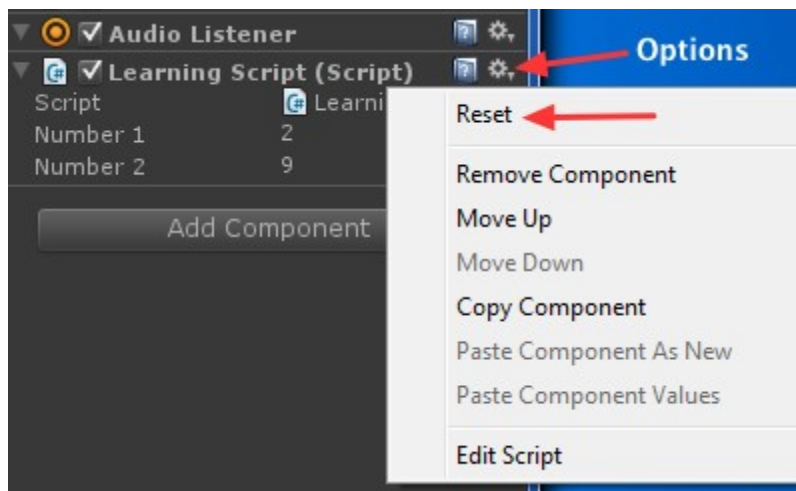 Audio Listener
Options
Learning Script (Script)
Script
Learni
Number 1
2
Number 2
9
Add Component
Reset
Remove Component
Move Up
Move Down
Copy Component
Paste Component As New
Paste Component Values
Edit Script